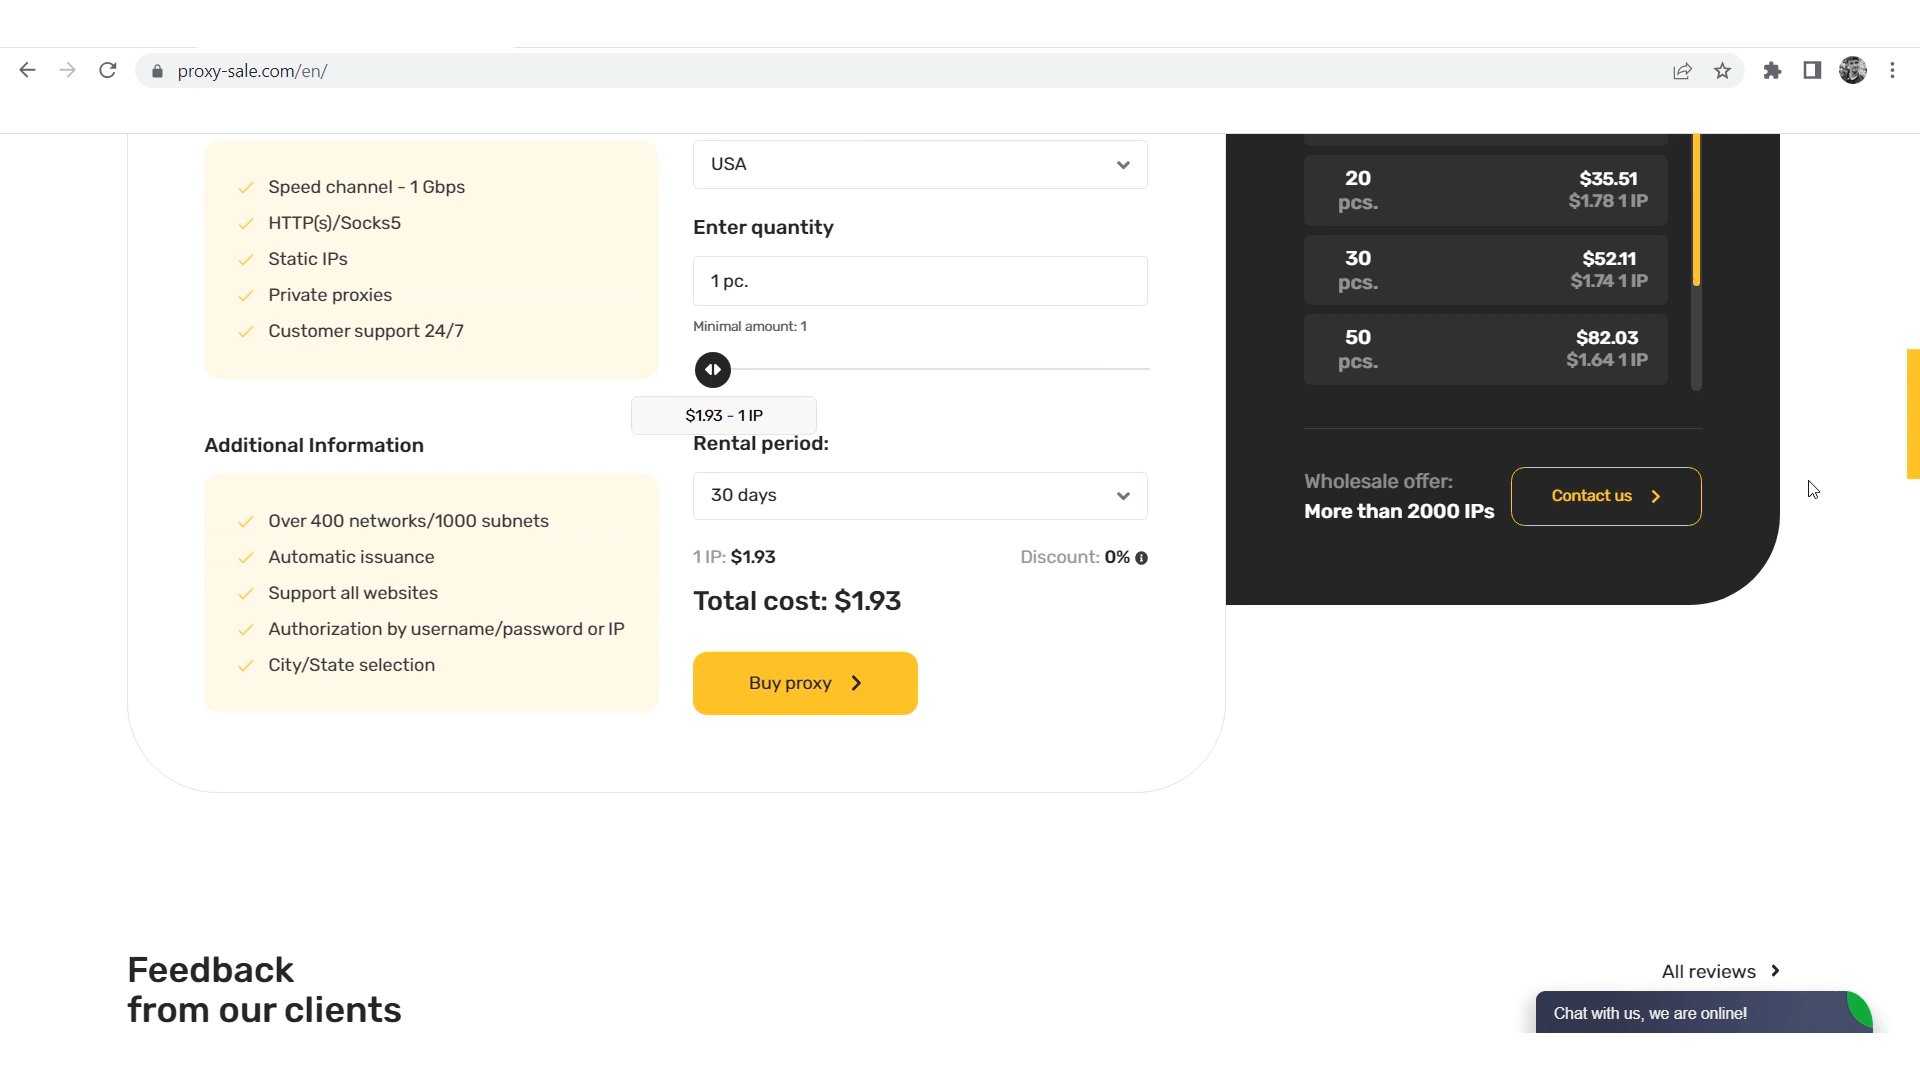 proxy-sale.com/en/
Speed channel - 1 Gbps
HTTP(s)/Socks5
Static IPs
Private proxies
Customer support 24/7
Additional Information
Over 400 networks/1000 subnets
Automatic issuance
Support all websites
Authorization by username/password or IP
City/State selection
USA
Enter quantity
1 pc.
Minimal amount: 1
$1.93 - 1 IP
Rental period:
30 days
1 IP: $1.93
Discount: 0%
Total cost: $1.93
Buy proxy
20
pcs.
$35.51
$1.78 1 IP
30
pcs.
$52.11
$1.74 1 IP
50
pcs.
$82.03
$1.64 1 IP
Wholesale offer:
More than 2000 IPs
Contact us
Feedback
from our clients
All reviews
Chat with us, we are online!